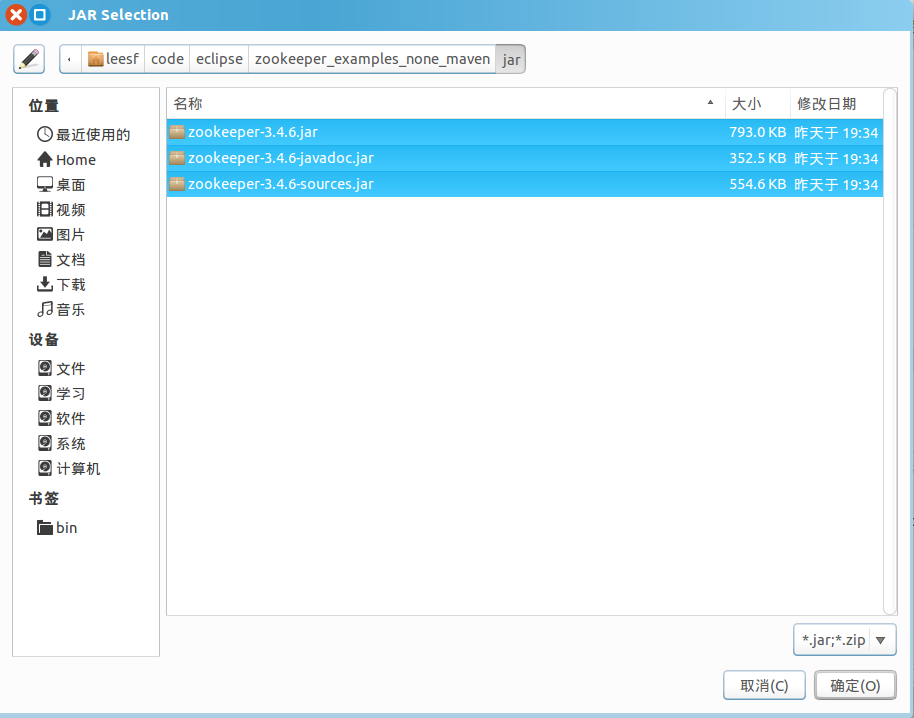 JAR Selection
leesf code eclipse zookeeper_examples_none_maven jar
位置
最近使用的
Home
桌面
视频
图片
文档
下载
音乐
设备
文件
学习
软件
系统
计算机
书签
bin
名称 大小 修改日期
zookeeper-3.4.6.jar 793.0 KB 昨天于 19:34
zookeeper-3.4.6-javadoc.jar 352.5 KB 昨天于 19:34
zookeeper-3.4.6-sources.jar 554.6 KB 昨天于 19:34
*.jar;*.zip
取消(C) 确定(O)